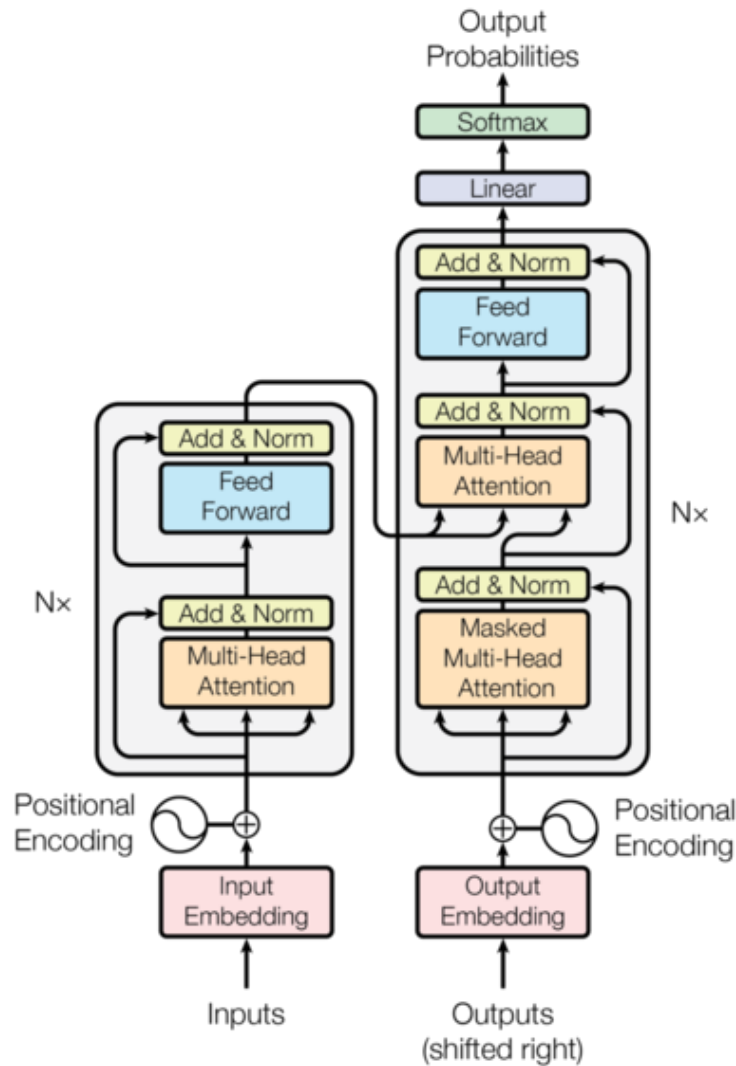 Output
Probabilities
Softmax
Linear
Add & Norm
Feed
Forward
Add & Norm
Multi-Head
Attention
Add & Norm
Masked
Multi-Head
Attention
N×
Add & Norm
Feed
Forward
Add & Norm
Multi-Head
Attention
N×
Positional
Encoding
Positional
Encoding
Input
Embedding
Output
Embedding
Inputs
Outputs
(shifted right)